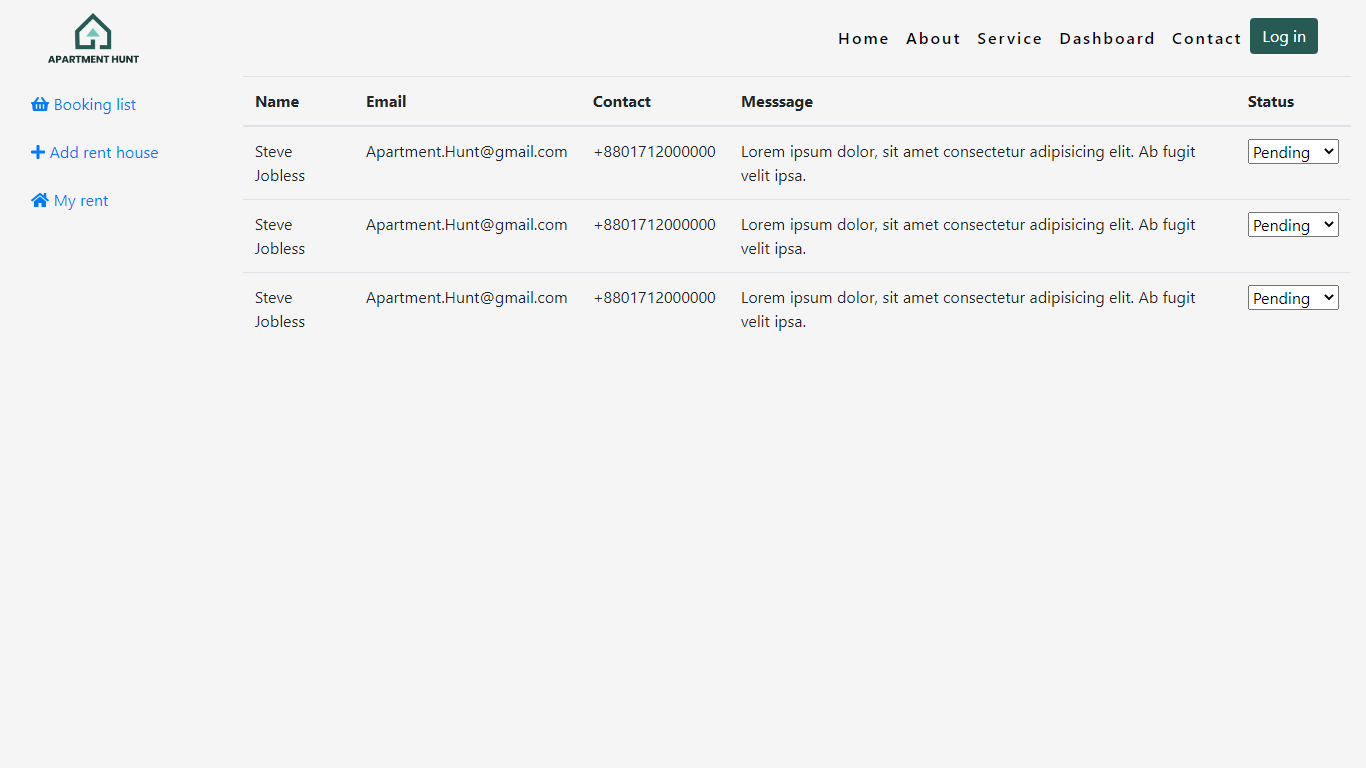 APARTMENT HUNT
Home About Service Dashboard Contact Log in
Booking list
Add rent house
My rent
Name Email Contact Messsage Status
Steve Jobless Apartment.Hunt@gmail.com +8801712000000 Lorem ipsum dolor, sit amet consectetur adipisicing elit. Ab fugit velit ipsa. Pending
Steve Jobless Apartment.Hunt@gmail.com +8801712000000 Lorem ipsum dolor, sit amet consectetur adipisicing elit. Ab fugit velit ipsa. Pending
Steve Jobless Apartment.Hunt@gmail.com +8801712000000 Lorem ipsum dolor, sit amet consectetur adipisicing elit. Ab fugit velit ipsa. Pending